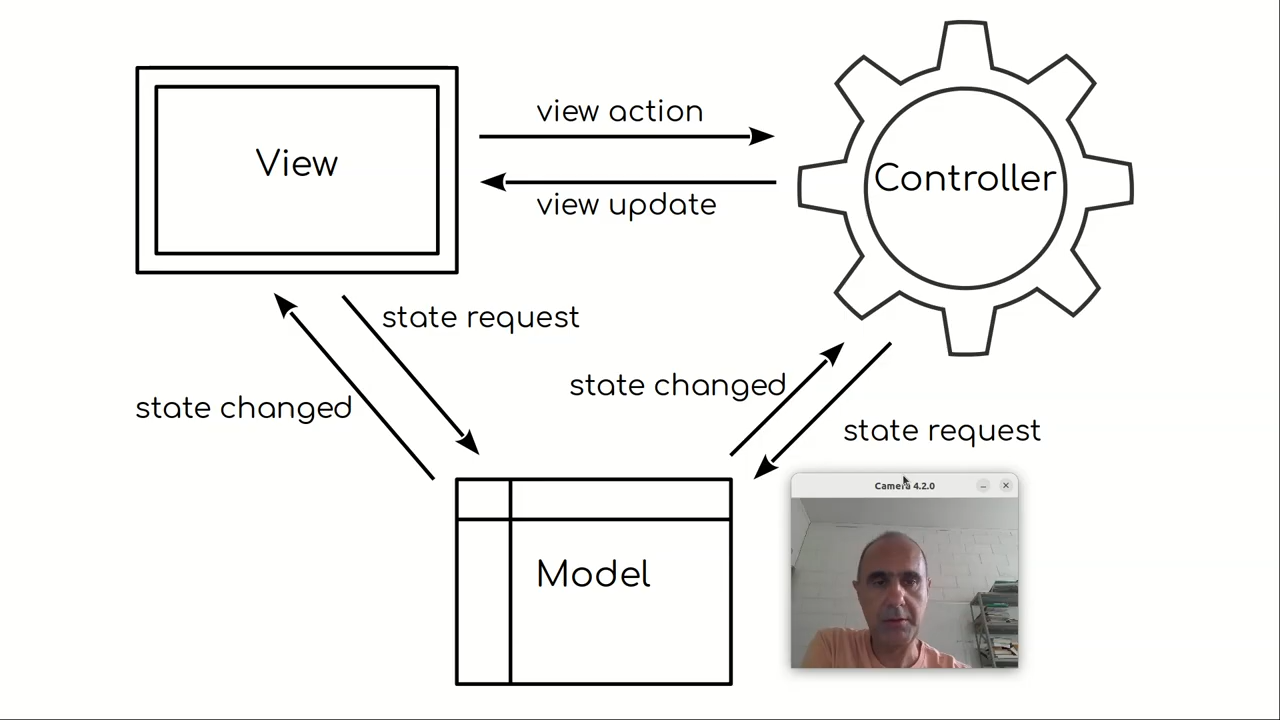 view action
View
Controller
view update
state request
state changed
state changed
state request
Camera 4.2.0
Model